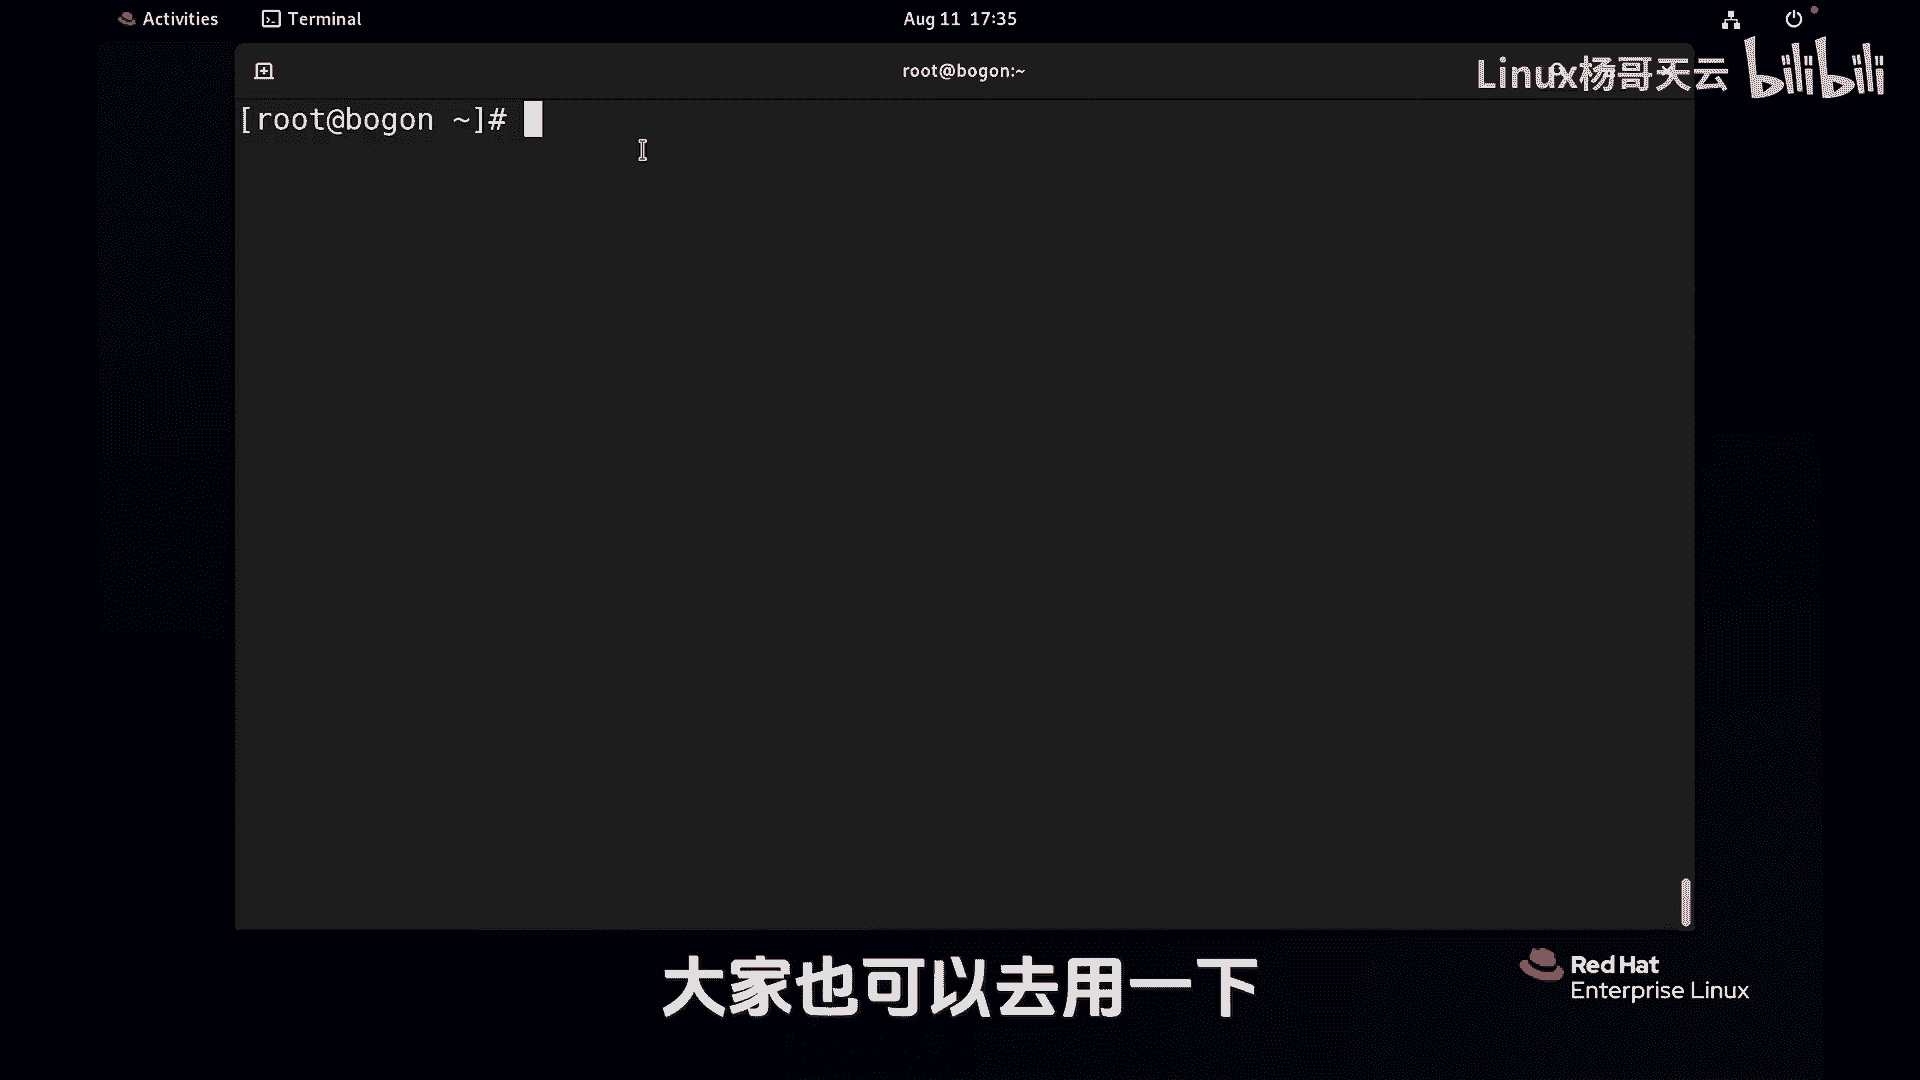 Activities
Terminal
Aug 11 17:35
root@bogon:~
Linux杨哥天云 bilibili
[root@bogon ~]#
大家也可以去用一下
Red Hat
Enterprise Linux